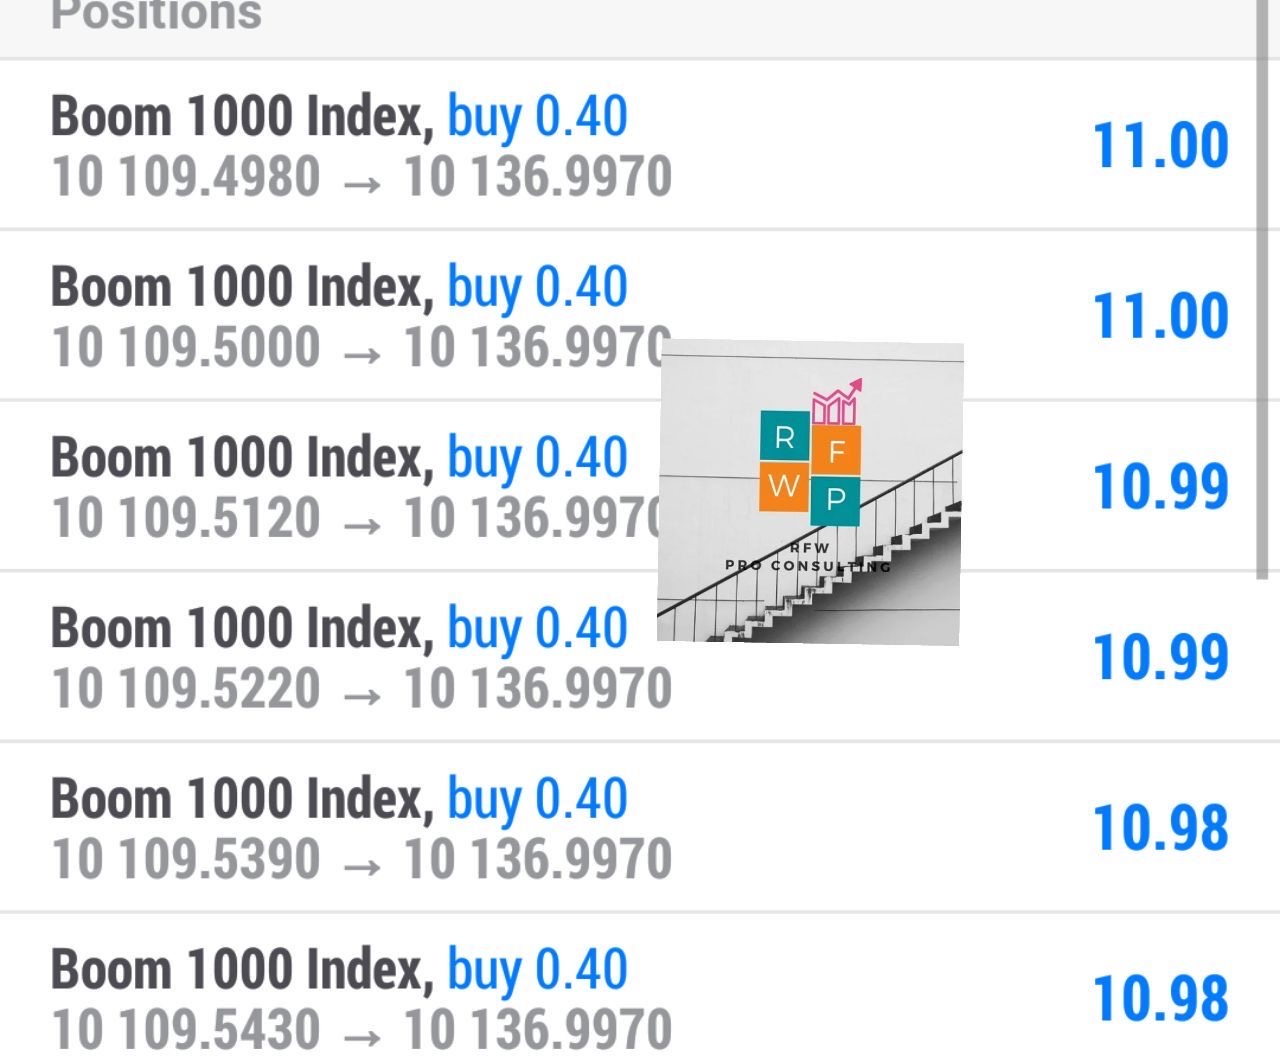 Positions
Boom 1000 Index, buy 0.40
10 109.4980 → 10 136.9970
11.00
Boom 1000 Index, buy 0.40
10 109.5000 → 10 136.9970
11.00
Boom 1000 Index, buy 0.40
10 109.5120 → 10 136.9970
10.99
Boom 1000 Index, buy 0.40
10 109.5220 → 10 136.9970
10.99
Boom 1000 Index, buy 0.40
10 109.5390 → 10 136.9970
10.98
Boom 1000 Index, buy 0.40
10 109.5430 → 10 136.9970
10.98
R F
W P
RFW
PRO CONSULTING